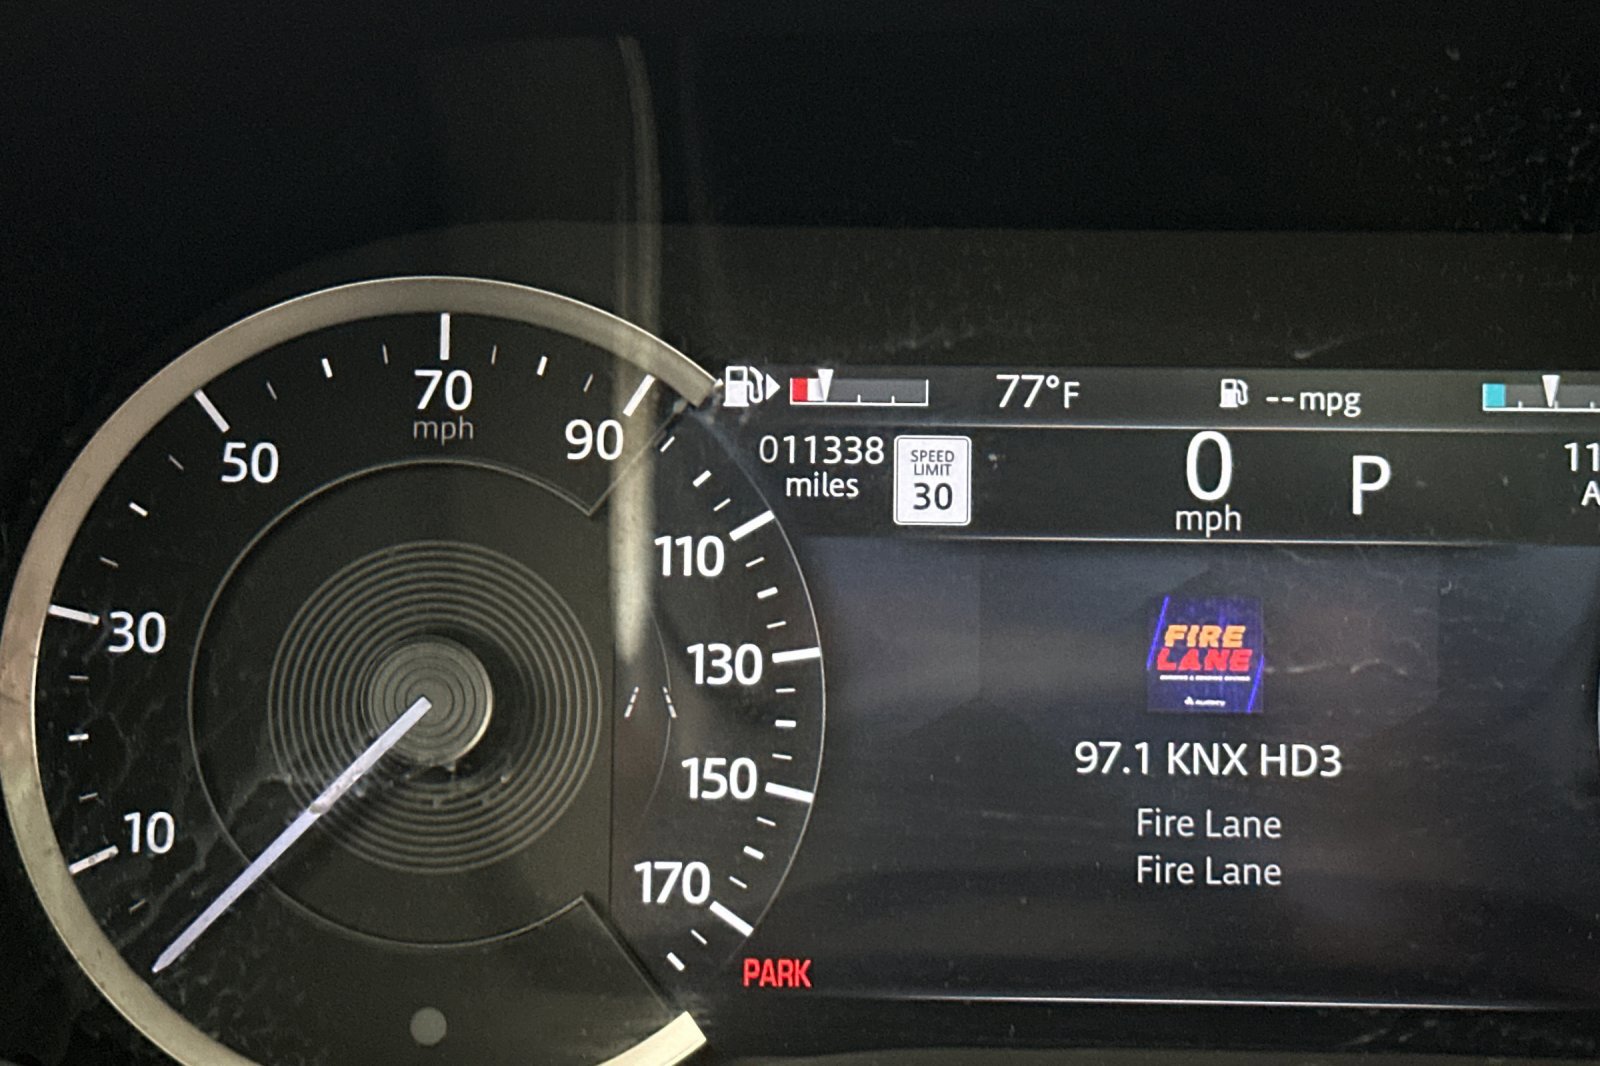 70
mph
50
90
30
110
130
10
150
170
77°F
--mpg
011338
miles
SPEED
LIMIT
30
0
mph
P
11
A
FIRE
LANE
97.1 KNX HD3
Fire Lane
Fire Lane
PARK